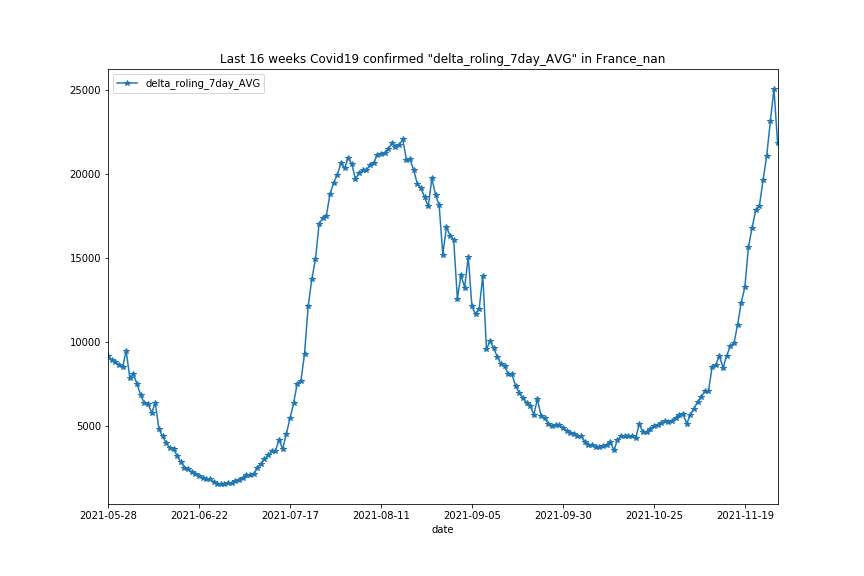 Last 16 weeks Covid19 confirmed "delta_roling_7day_AVG" in France_nan
delta_roling_7day_AVG
25000
20000
15000
10000
5000
2021-05-28 2021-06-22 2021-07-17 2021-08-11 2021-09-05 2021-09-30 2021-10-25 2021-11-19
date